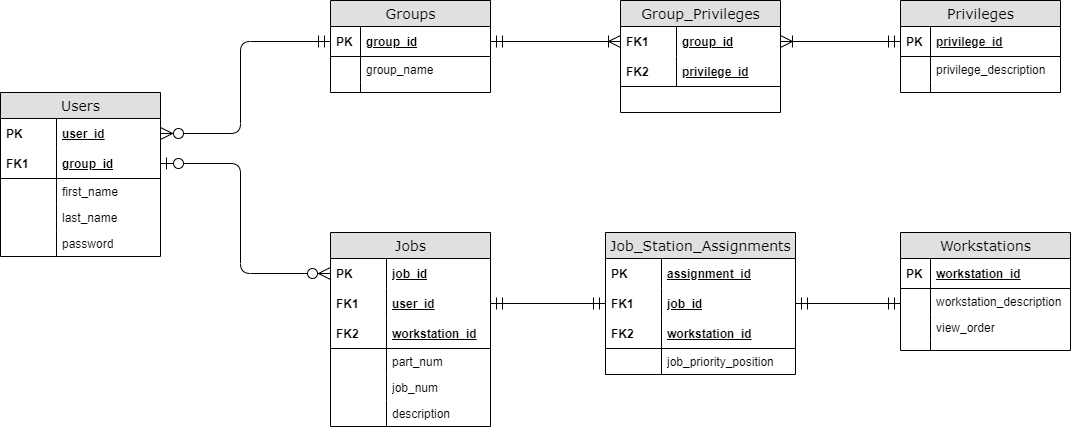 Groups
PK group_id
group_name
Group_Privileges
FK1 group_id
FK2 privilege_id
Privileges
PK privilege_id
privilege_description
Users
PK user_id
FK1 group_id
first_name
last_name
password
Jobs
PK job_id
FK1 user_id
FK2 workstation_id
part_num
job_num
description
Job_Station_Assignments
PK assignment_id
FK1 job_id
FK2 workstation_id
job_priority_position
Workstations
PK workstation_id
workstation_description
view_order